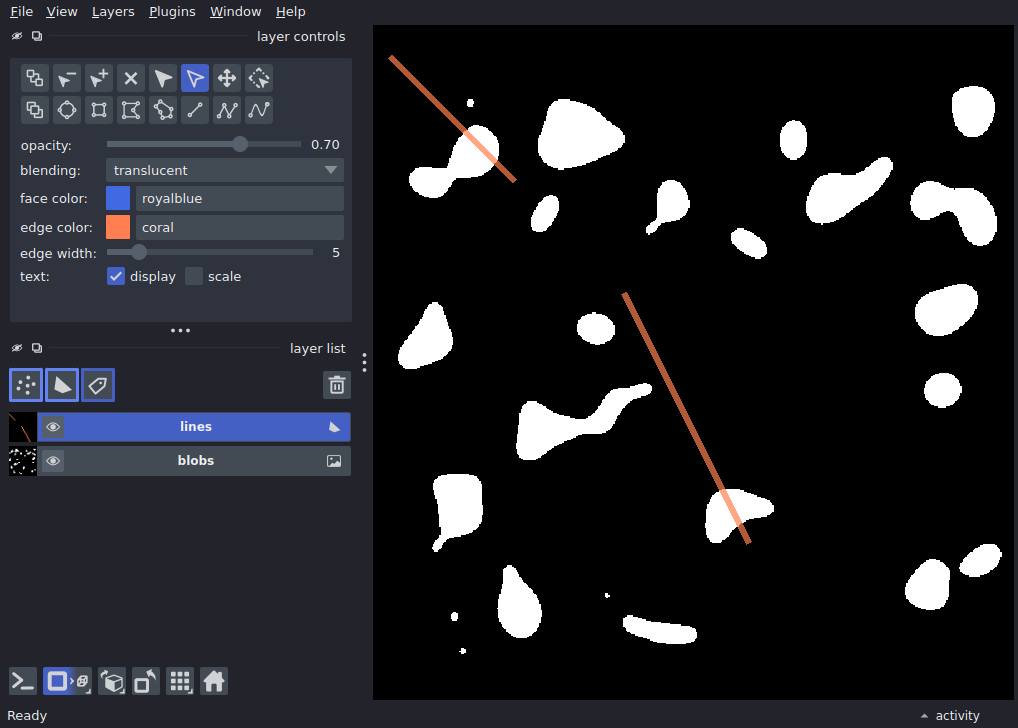 File View Layers Plugins Window Help
layer controls
opacity: 0.70
blending: translucent
face color: royalblue
edge color: coral
edge width: 5
text: display scale
layer list
lines
blobs
Ready activity